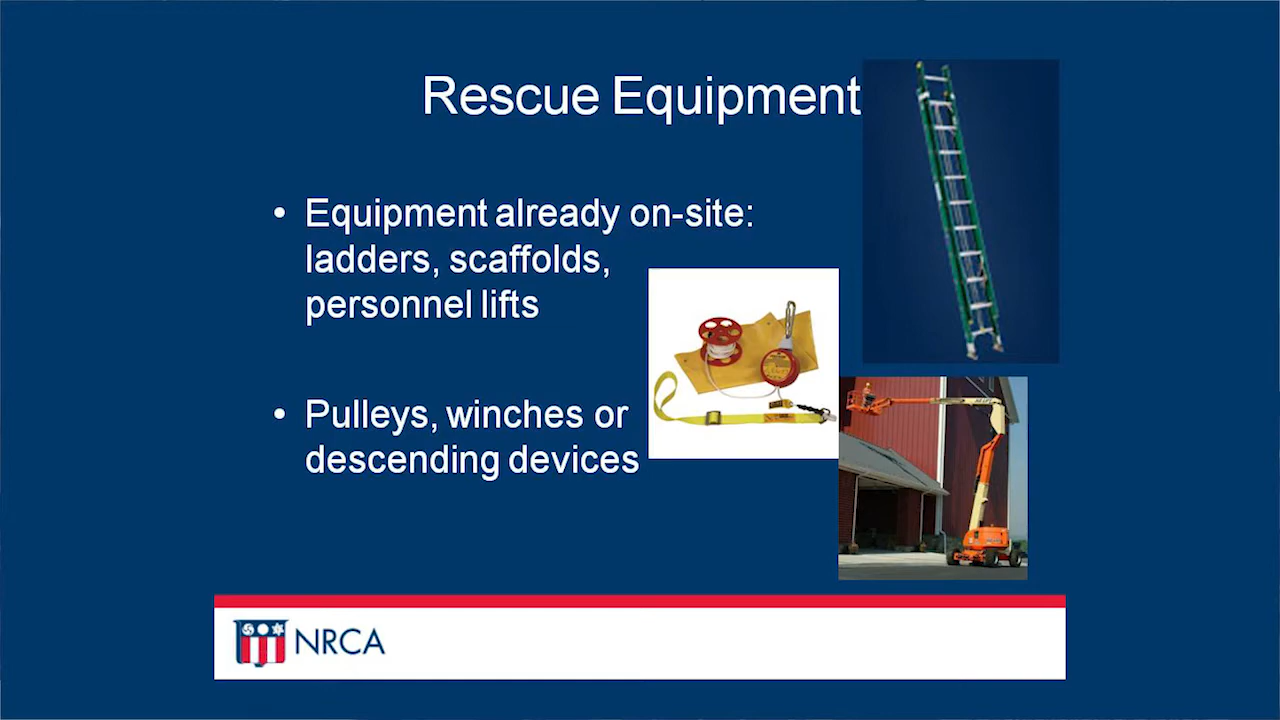 Rescue Equipment
• Equipment already on-site:
ladders, scaffolds,
personnel lifts
• Pulleys, winches or
descending devices
NRCA